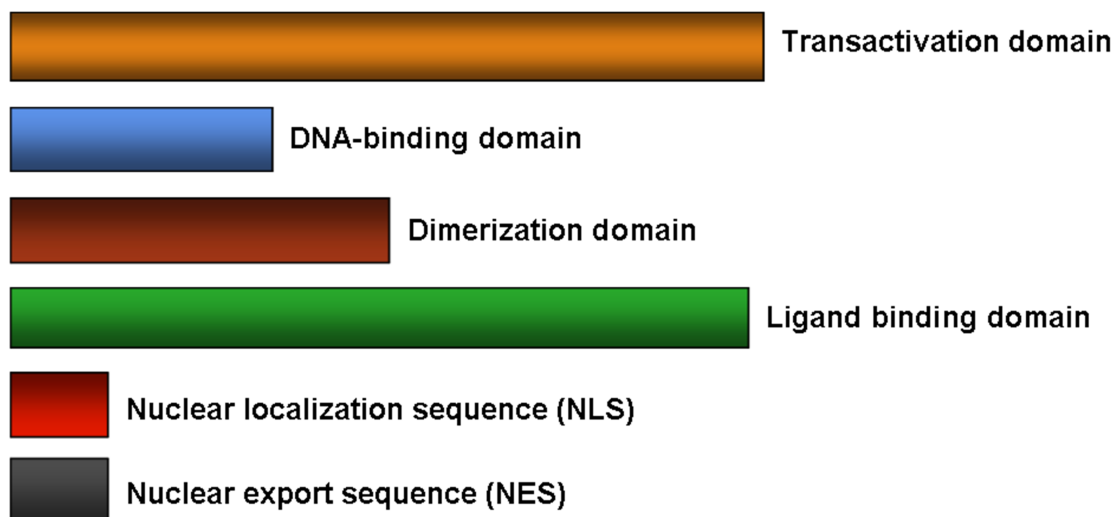 Transactivation domain
DNA-binding domain
Dimerization domain
Ligand binding domain
Nuclear localization sequence (NLS)
Nuclear export sequence (NES)